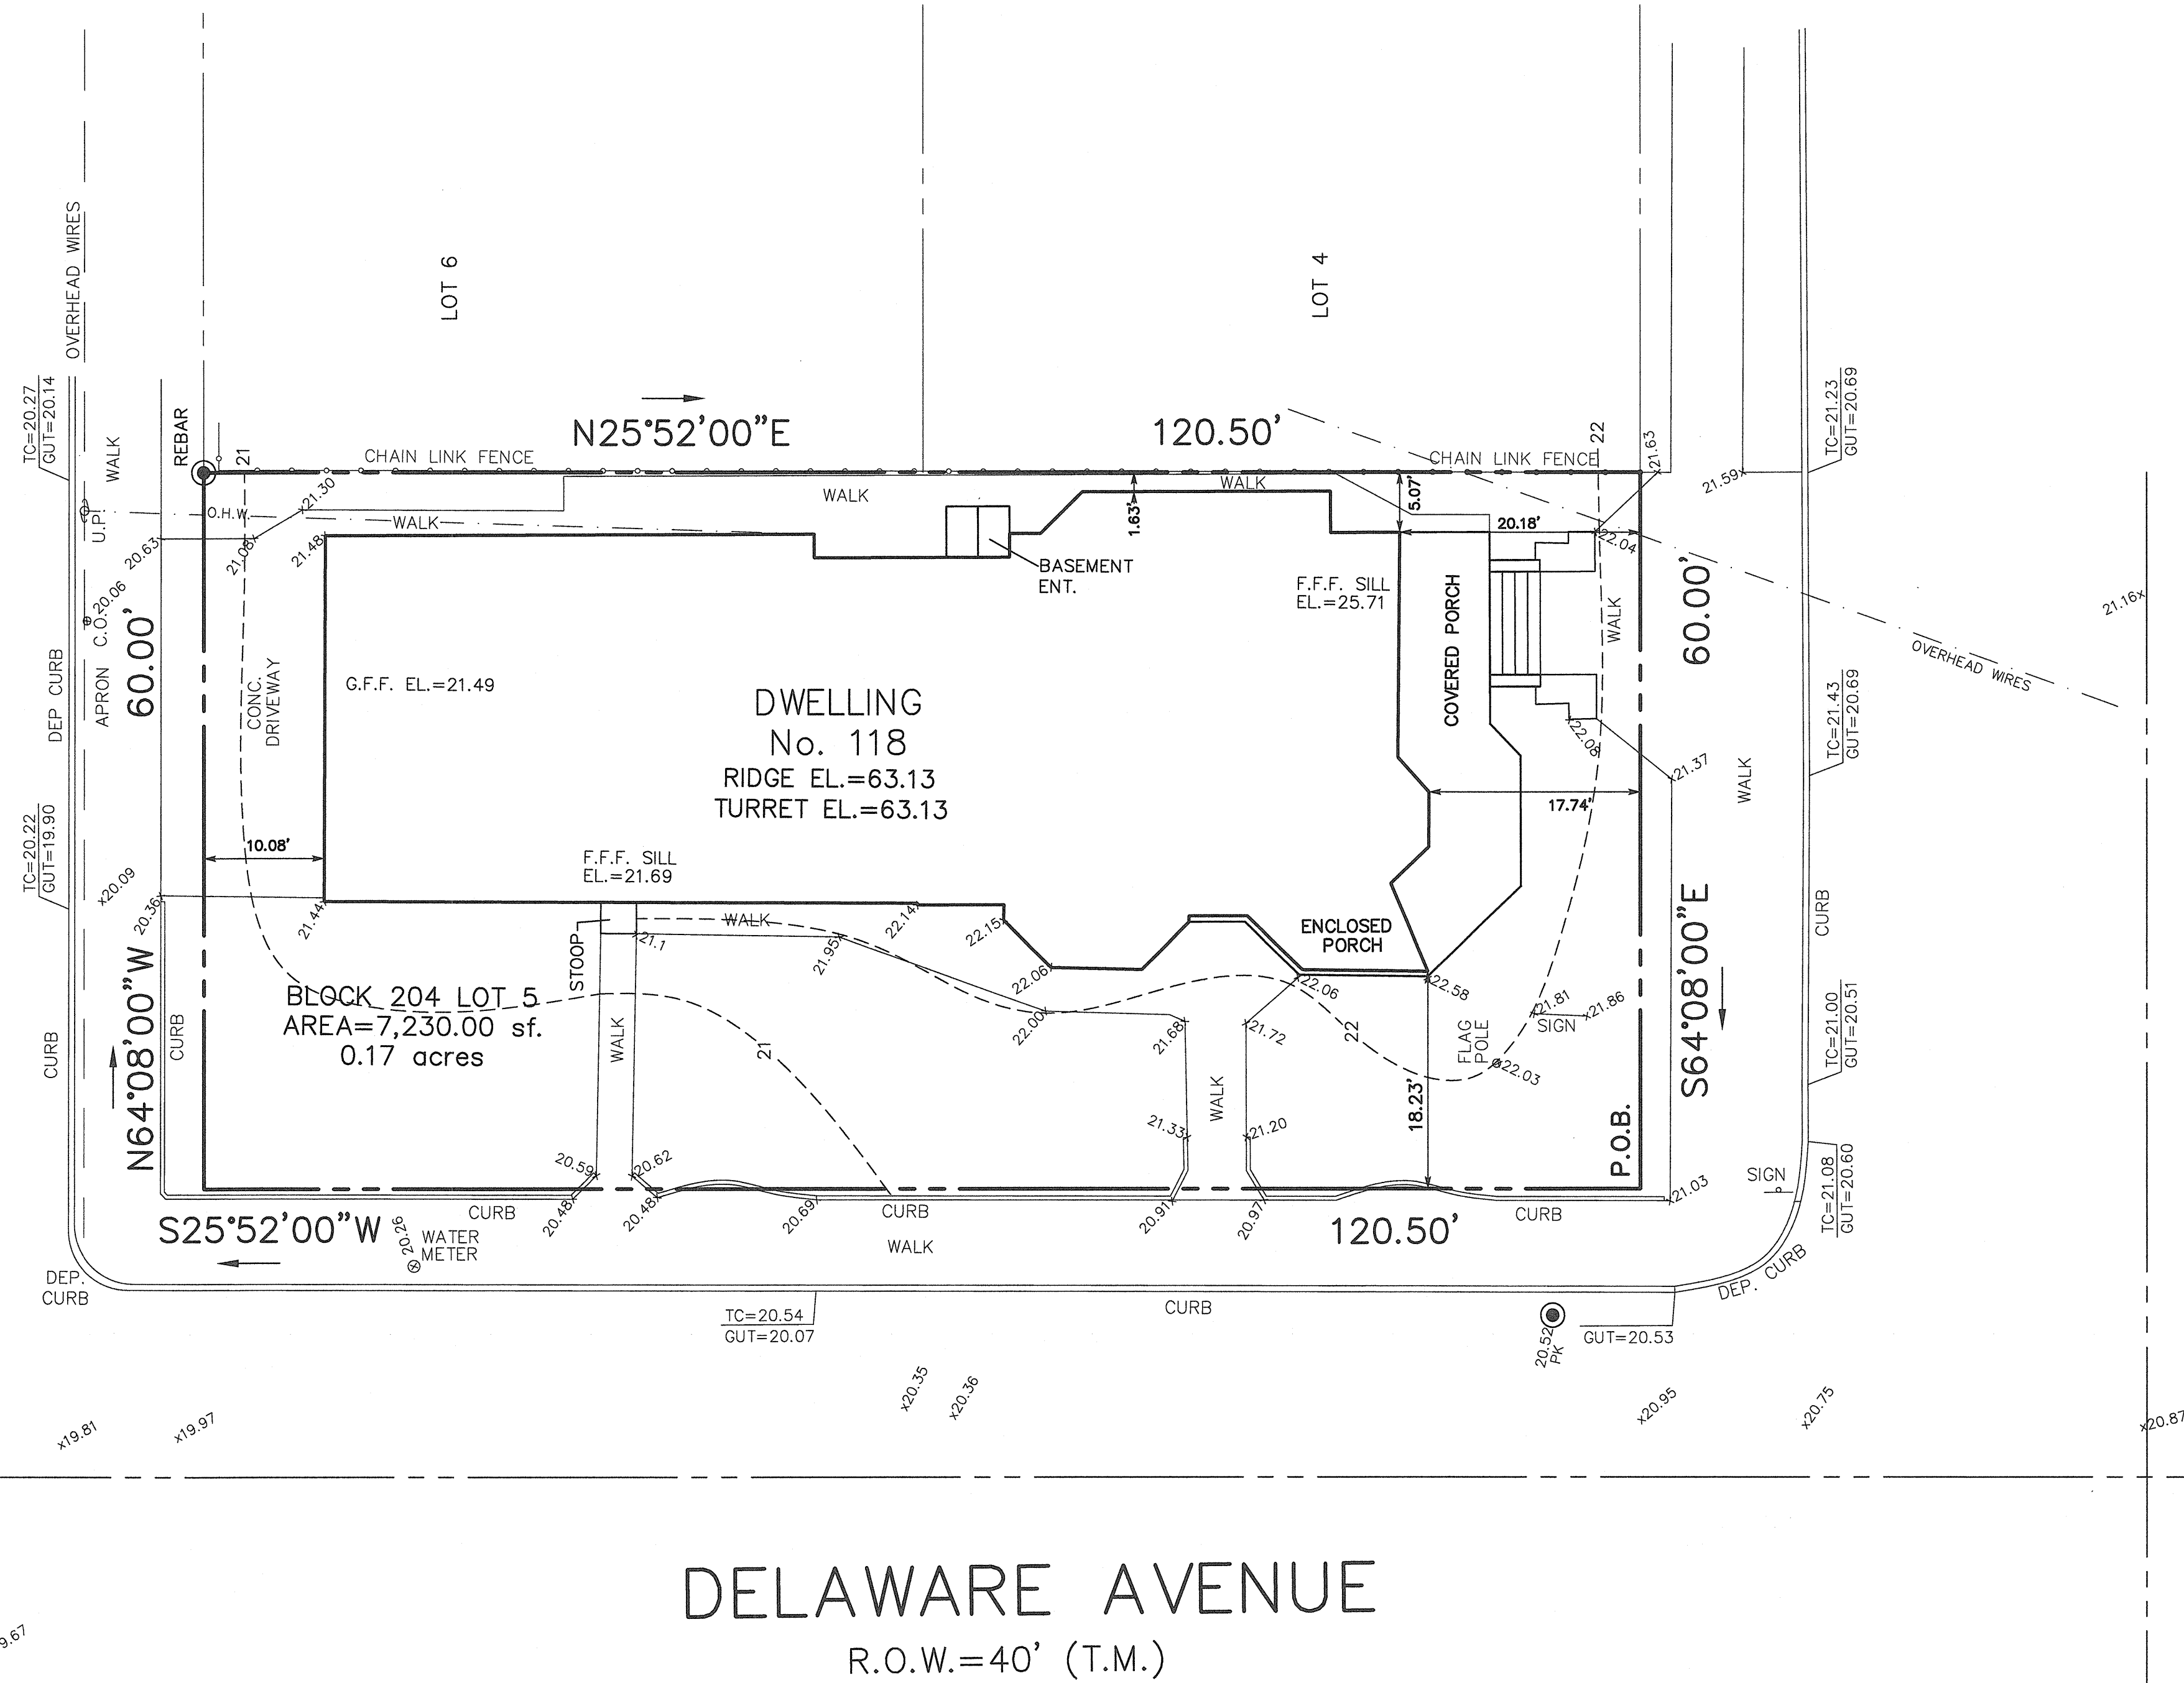 OVERHEAD WIRES
WALK
LOT 6
LOT 4
TC=20.27
GUT=20.14
WALK
REBAR
N25°52'00"E
120.50'
21
CHAIN LINK FENCE
CHAIN LINK FENCE
22
21.63
TC=21.23
GUT=20.69
U.P.
O.H.W.
21.30
WALK
WALK
WALK
1.63'
5.07'
20.18'
21.59
20.63
21.08
21.48
22.04
BASEMENT
ENT.
F.F.F. SILL
EL.=25.71
COVERED PORCH
WALK
60.00'
21.16
OVERHEAD WIRES
C.O.
20.06
60.00'
APRON
DEP CURB
CONC.
DRIVEWAY
G.F.F. EL.=21.49
DWELLING
No. 118
RIDGE EL.=63.13
TURRET EL.=63.13
22.08
21.37
WALK
TC=21.43
GUT=20.69
17.74'
TC=20.22
GUT=19.90
20.09
20.36
10.08'
F.F.F. SILL
EL.=21.69
21.44
STOOP
WALK
21.1
21.95
22.14
22.15
22.06
ENCLOSED
PORCH
22.06
22.58
CURB
S64°08'00"E
N64°08'00"W
CURB
CURB
BLOCK 204 LOT 5
AREA=7,230.00 sf.
0.17 acres
WALK
21
22.00
21.68
21.72
22
FLAG
POLE
21.81
21.86
SIGN
22.03
TC=21.00
GUT=20.51
WALK
18.23'
21.33
21.20
P.O.B.
20.59
20.62
SIGN
TC=21.08
GUT=20.60
S25°52'00"W
CURB
20.48
20.48
20.69
CURB
20.91
20.97
120.50'
CURB
21.03
20.26
WATER
METER
WALK
DEP.
CURB
DEP. CURB
TC=20.54
GUT=20.07
CURB
20.52
PK
GUT=20.53
x19.81
x19.97
x20.35
x20.36
x20.95
x20.75
x20.87
DELAWARE AVENUE
9.67
R.O.W.=40' (T.M.)